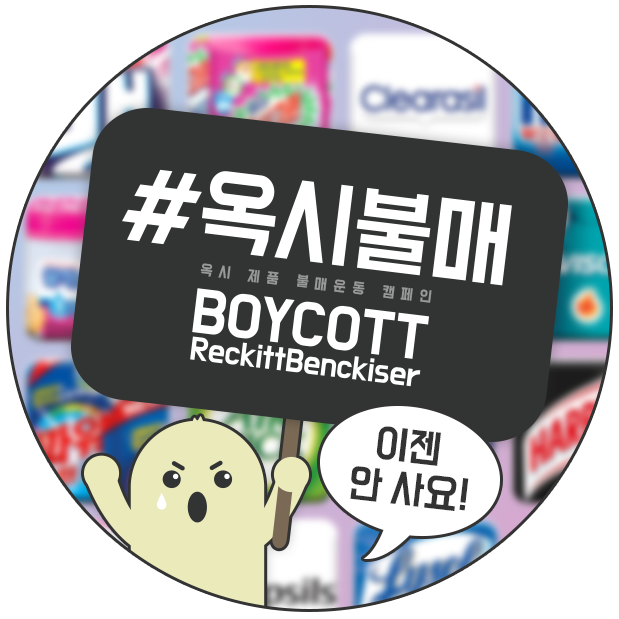 Clearasil
#옥시불매
옥시 제품 불매운동 캠페인
BOYCOTT
ReckittBenckiser
이젠
안 사요!